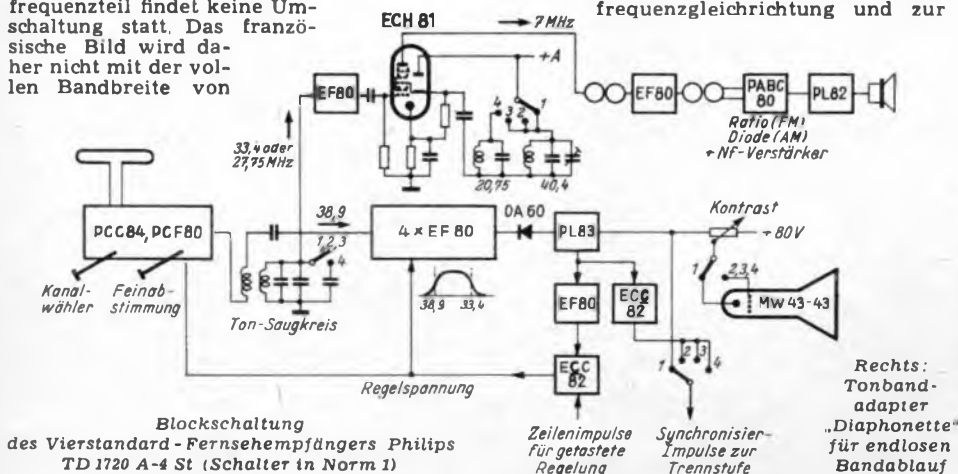 frequenzteil findet keine Um-
schaltung statt. Das franzö-
sische Bild wird da-
her nicht mit der vol-
len Bandbreite von
frequenzgleichrichtung und zur
ECH 81
7 MHz
+A
EF80
4
3
2
1
33,4 oder
27,75 MHz
20,75
40,4
EF80
PABC
80
PL82
Ratio (FM)
Diode (AM)
+ Nf-Verstärker
PCC84, PCF80
Kanal-
wähler
Feinab-
stimmung
38,9
1,2,3
4
Ton-Saugkreis
4 × EF 80
38,9
33,4
OA 60
PL83
EF80
ECC
82
ECC
82
Regelspannung
Kontrast
+ 80V
1
2,3,4
MW 43-43
1
2
3
4
Zeilenimpulse
für getastete
Regelung
Synchronisier-
Impulse zur
Trennstufe
Blockschaltung
des Vierstandard-Fernsehempfängers Philips
TD 1720 A-4 St (Schalter in Norm 1)
Rechts:
Tonband-
adapter
„Diaphonette"
für endlosen
Bandablauf